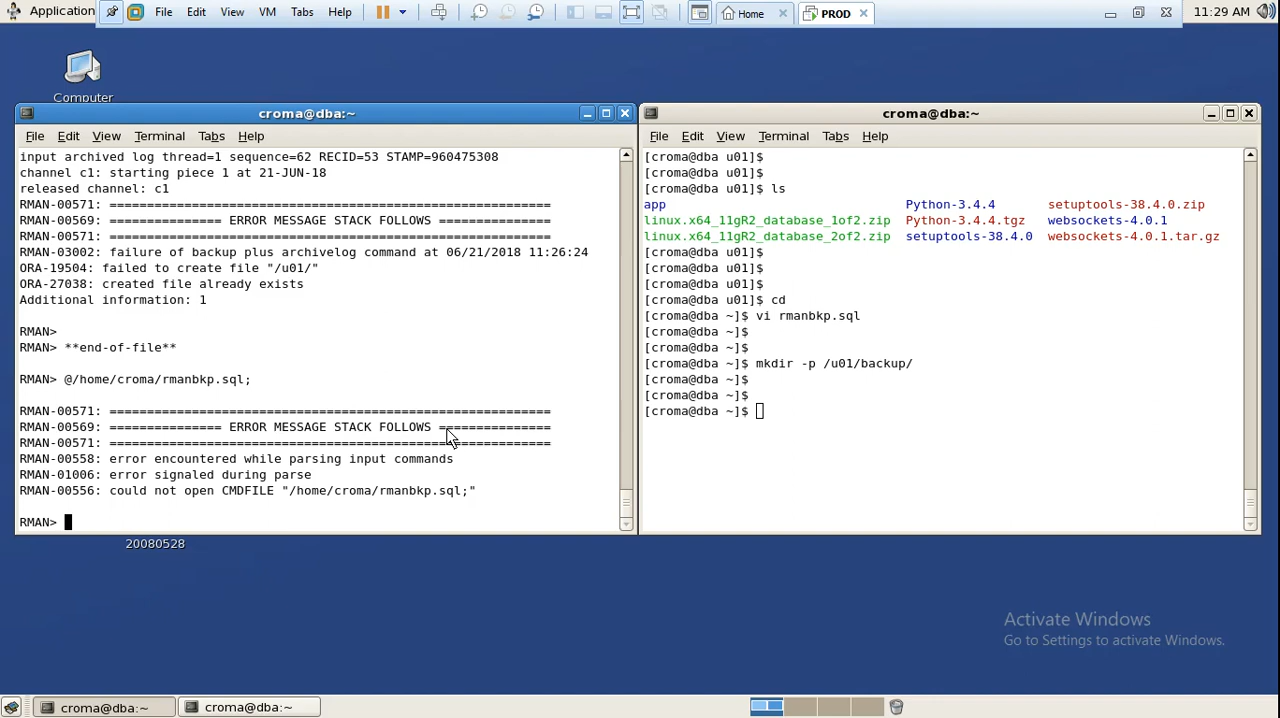 Application File Edit View VM Tabs Help Home PROD 11:29 AM
Computer
croma@dba:~
File Edit View Terminal Tabs Help
input archived log thread=1 sequence=62 RECID=53 STAMP=960475308
channel c1: starting piece 1 at 21-JUN-18
released channel: c1
RMAN-00571: ===========================================================
RMAN-00569: =============== ERROR MESSAGE STACK FOLLOWS ===============
RMAN-00571: ===========================================================
RMAN-03002: failure of backup plus archivelog command at 06/21/2018 11:26:24
ORA-19504: failed to create file "/u01/"
ORA-27038: created file already exists
Additional information: 1
RMAN>
RMAN> **end-of-file**
RMAN> @/home/croma/rmanbkp.sql;
RMAN-00571: ===========================================================
RMAN-00569: =============== ERROR MESSAGE STACK FOLLOWS ===============
RMAN-00571: ===========================================================
RMAN-00558: error encountered while parsing input commands
RMAN-01006: error signaled during parse
RMAN-00556: could not open CMDFILE "/home/croma/rmanbkp.sql;"
RMAN>
croma@dba:~
File Edit View Terminal Tabs Help
[croma@dba u01]$
[croma@dba u01]$
[croma@dba u01]$ ls
app Python-3.4.4 setuptools-38.4.0.zip
linux.x64_11gR2_database_1of2.zip Python-3.4.4.tgz websockets-4.0.1
linux.x64_11gR2_database_2of2.zip setuptools-38.4.0 websockets-4.0.1.tar.gz
[croma@dba u01]$
[croma@dba u01]$
[croma@dba u01]$
[croma@dba u01]$ cd
[croma@dba ~]$ vi rmanbkp.sql
[croma@dba ~]$
[croma@dba ~]$
[croma@dba ~]$ mkdir -p /u01/backup/
[croma@dba ~]$
[croma@dba ~]$
[croma@dba ~]$
20080528
Activate Windows
Go to Settings to activate Windows.
croma@dba:~ croma@dba:~